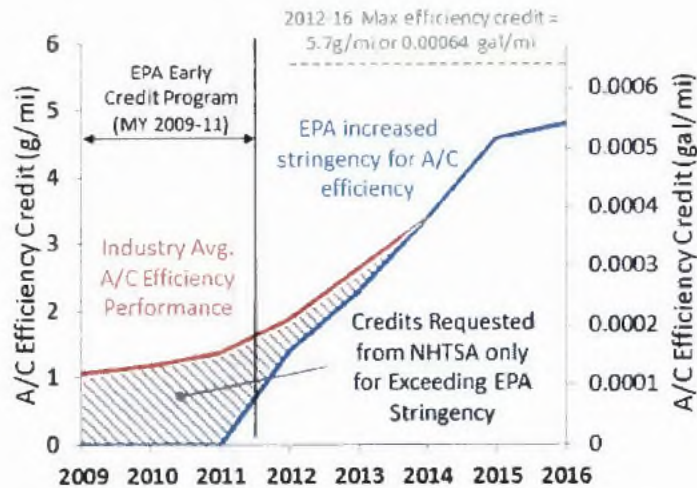 2012-16 Max efficiency credit =
5.7g/mi or 0.00064 gal/mi
6
5
4
3
2
1
0
A/C Efficiency Credit (g/mi)
EPA Early
Credit Program
(MY 2009-11)
EPA increased
stringency for A/C
efficiency
Industry Avg.
A/C Efficiency
Performance
Credits Requested
from NHTSA only
for Exceeding EPA
Stringency
0.0006
0.0005
0.0004
0.0003
0.0002
0.0001
0
A/C Efficiency Credit (gal/mi)
2009 2010 2011 2012 2013 2014 2015 2016